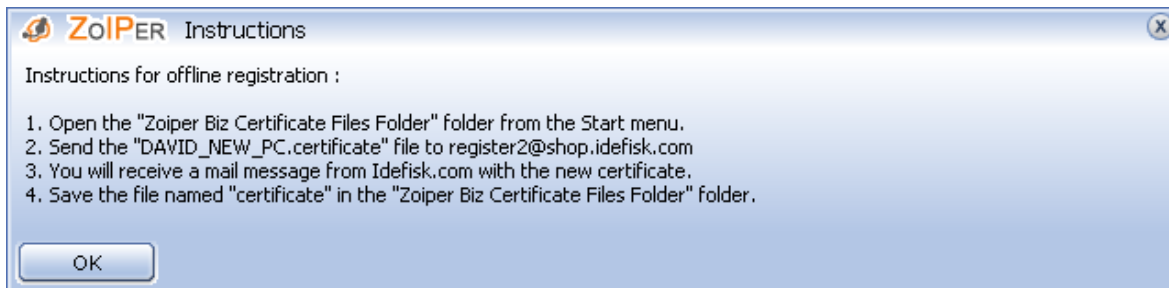 ZOIPER Instructions
Instructions for offline registration :
1. Open the "Zoiper Biz Certificate Files Folder" folder from the Start menu.
2. Send the "DAVID_NEW_PC.certificate" file to register2@shop.idefisk.com
3. You will receive a mail message from Idefisk.com with the new certificate.
4. Save the file named "certificate" in the "Zoiper Biz Certificate Files Folder" folder.
OK